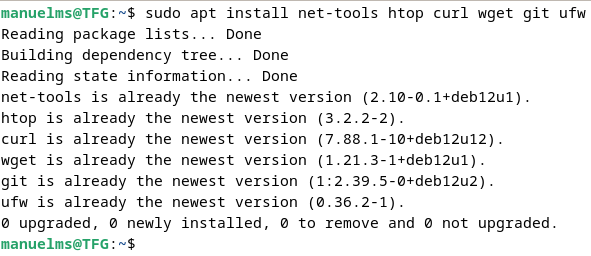 manuelms@TFG:~$ sudo apt install net-tools htop curl wget git ufw
Reading package lists... Done
Building dependency tree... Done
Reading state information... Done
net-tools is already the newest version (2.10-0.1+deb12u1).
htop is already the newest version (3.2.2-2).
curl is already the newest version (7.88.1-10+deb12u12).
wget is already the newest version (1.21.3-1+deb12u1).
git is already the newest version (1:2.39.5-0+deb12u2).
ufw is already the newest version (0.36.2-1).
0 upgraded, 0 newly installed, 0 to remove and 0 not upgraded.
manuelms@TFG:~$